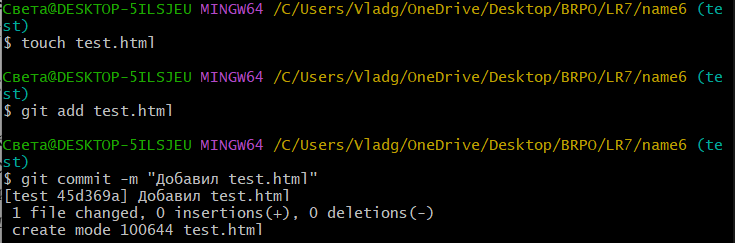 Света@DESKTOP-5ILSJEU MINGW64 /C/Users/Vladg/OneDrive/Desktop/BRPO/LR7/name6 (te
st)
$ touch test.html
Света@DESKTOP-5ILSJEU MINGW64 /C/Users/Vladg/OneDrive/Desktop/BRPO/LR7/name6 (te
st)
$ git add test.html
Света@DESKTOP-5ILSJEU MINGW64 /C/Users/Vladg/OneDrive/Desktop/BRPO/LR7/name6 (te
st)
$ git commit -m "Добавил test.html"
[test 45d369a] Добавил test.html
 1 file changed, 0 insertions(+), 0 deletions(-)
 create mode 100644 test.html